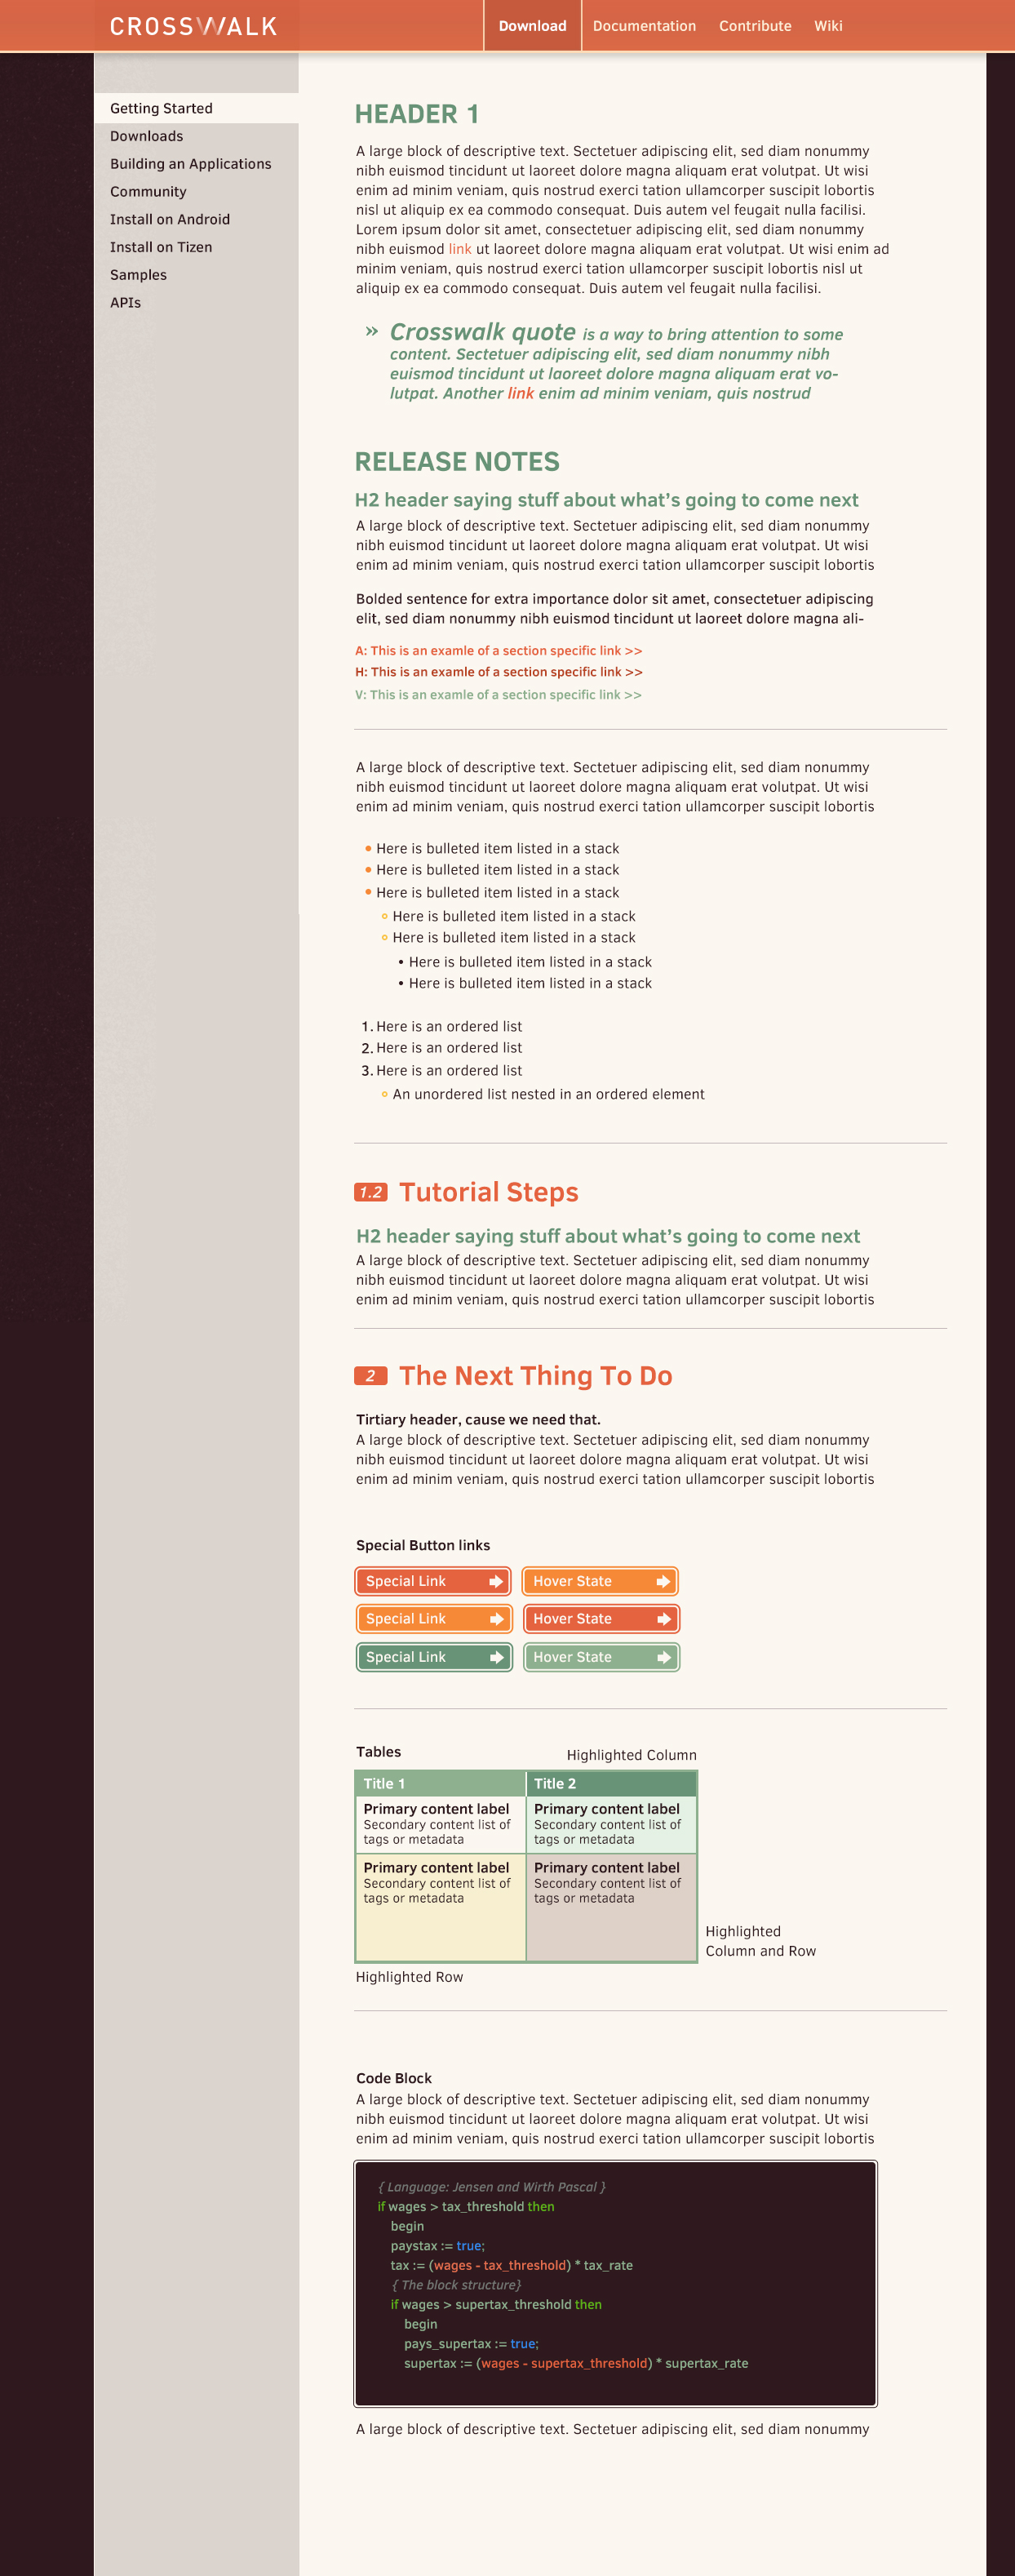 CROSSWALK
Download
Documentation
Contribute
Wiki
Getting Started
Downloads
Building an Applications
Community
Install on Android
Install on Tizen
Samples
APIs
HEADER 1
A large block of descriptive text. Sectetuer adipiscing elit, sed diam nonummy
nibh euismod tincidunt ut laoreet dolore magna aliquam erat volutpat. Ut wisi
enim ad minim veniam, quis nostrud exerci tation ullamcorper suscipit lobortis
nisl ut aliquip ex ea commodo consequat. Duis autem vel feugait nulla facilisi.
Lorem ipsum dolor sit amet, consectetuer adipiscing elit, sed diam nonummy
nibh euismod link ut laoreet dolore magna aliquam erat volutpat. Ut wisi enim ad
minim veniam, quis nostrud exerci tation ullamcorper suscipit lobortis nisl ut
aliquip ex ea commodo consequat. Duis autem vel feugait nulla facilisi.
» Crosswalk quote is a way to bring attention to some
content. Sectetuer adipiscing elit, sed diam nonummy nibh
euismod tincidunt ut laoreet dolore magna aliquam erat vo-
lutpat. Another link enim ad minim veniam, quis nostrud
RELEASE NOTES
H2 header saying stuff about what's going to come next
A large block of descriptive text. Sectetuer adipiscing elit, sed diam nonummy
nibh euismod tincidunt ut laoreet dolore magna aliquam erat volutpat. Ut wisi
enim ad minim veniam, quis nostrud exerci tation ullamcorper suscipit lobortis
Bolded sentence for extra importance dolor sit amet, consectetuer adipiscing
elit, sed diam nonummy nibh euismod tincidunt ut laoreet dolore magna ali-
A: This is an examle of a section specific link >>
H: This is an examle of a section specific link >>
V: This is an examle of a section specific link >>
A large block of descriptive text. Sectetuer adipiscing elit, sed diam nonummy
nibh euismod tincidunt ut laoreet dolore magna aliquam erat volutpat. Ut wisi
enim ad minim veniam, quis nostrud exerci tation ullamcorper suscipit lobortis
• Here is bulleted item listed in a stack
• Here is bulleted item listed in a stack
• Here is bulleted item listed in a stack
Here is bulleted item listed in a stack
Here is bulleted item listed in a stack
• Here is bulleted item listed in a stack
• Here is bulleted item listed in a stack
1. Here is an ordered list
2. Here is an ordered list
3. Here is an ordered list
An unordered list nested in an ordered element
1.2 Tutorial Steps
H2 header saying stuff about what's going to come next
A large block of descriptive text. Sectetuer adipiscing elit, sed diam nonummy
nibh euismod tincidunt ut laoreet dolore magna aliquam erat volutpat. Ut wisi
enim ad minim veniam, quis nostrud exerci tation ullamcorper suscipit lobortis
2 The Next Thing To Do
Tirtiary header, cause we need that.
A large block of descriptive text. Sectetuer adipiscing elit, sed diam nonummy
nibh euismod tincidunt ut laoreet dolore magna aliquam erat volutpat. Ut wisi
enim ad minim veniam, quis nostrud exerci tation ullamcorper suscipit lobortis
Special Button links
Special Link
Hover State
Special Link
Hover State
Special Link
Hover State
Tables
Highlighted Column
Title 1
Title 2
Primary content label
Secondary content list of
tags or metadata
Primary content label
Secondary content list of
tags or metadata
Primary content label
Secondary content list of
tags or metadata
Primary content label
Secondary content list of
tags or metadata
Highlighted
Column and Row
Highlighted Row
Code Block
A large block of descriptive text. Sectetuer adipiscing elit, sed diam nonummy
nibh euismod tincidunt ut laoreet dolore magna aliquam erat volutpat. Ut wisi
enim ad minim veniam, quis nostrud exerci tation ullamcorper suscipit lobortis
{ Language: Jensen and Wirth Pascal }
if wages > tax_threshold then
begin
paystax := true;
tax := (wages - tax_threshold) * tax_rate
{ The block structure}
if wages > supertax_threshold then
begin
pays_supertax := true;
supertax := (wages - supertax_threshold) * supertax_rate
A large block of descriptive text. Sectetuer adipiscing elit, sed diam nonummy